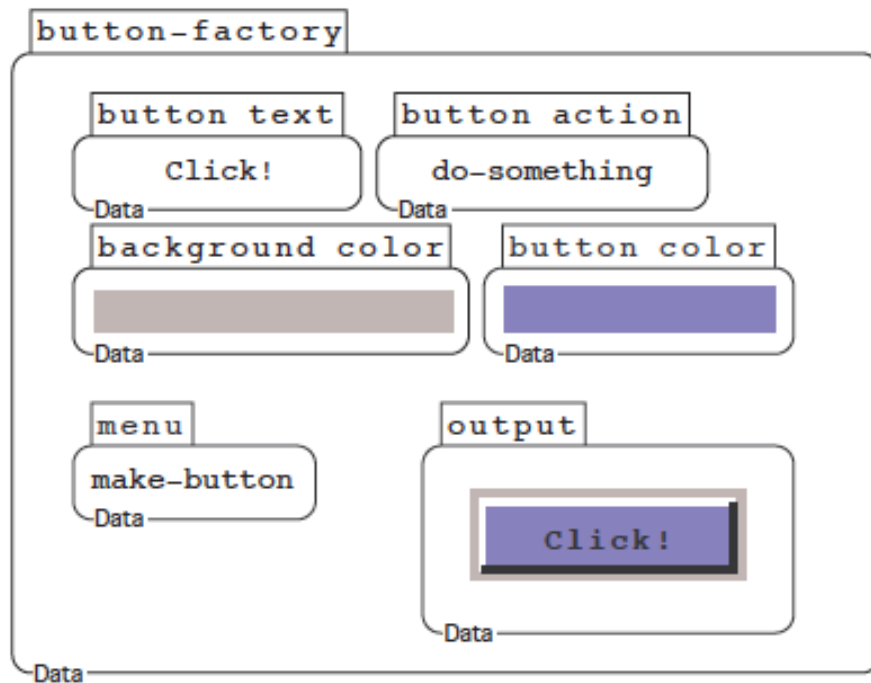 button-factory
button text
button action
Click!
do-something
Data
Data
background color
button color
Data
Data
menu
output
make-button
Data
Click!
Data
Data